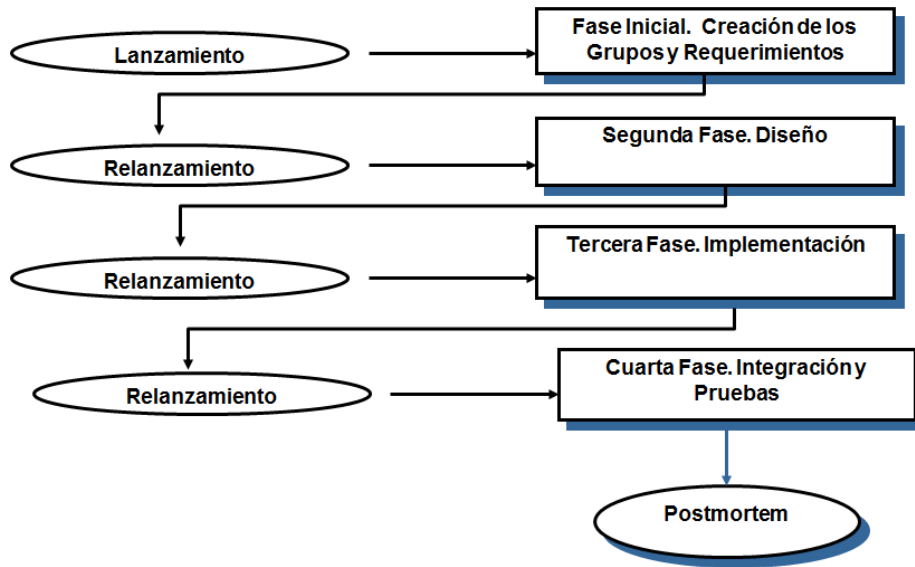 Lanzamiento
Fase Inicial. Creación de los
Grupos y Requerimientos
Relanzamiento
Segunda Fase. Diseño
Relanzamiento
Tercera Fase. Implementación
Relanzamiento
Cuarta Fase. Integración y
Pruebas
Postmortem